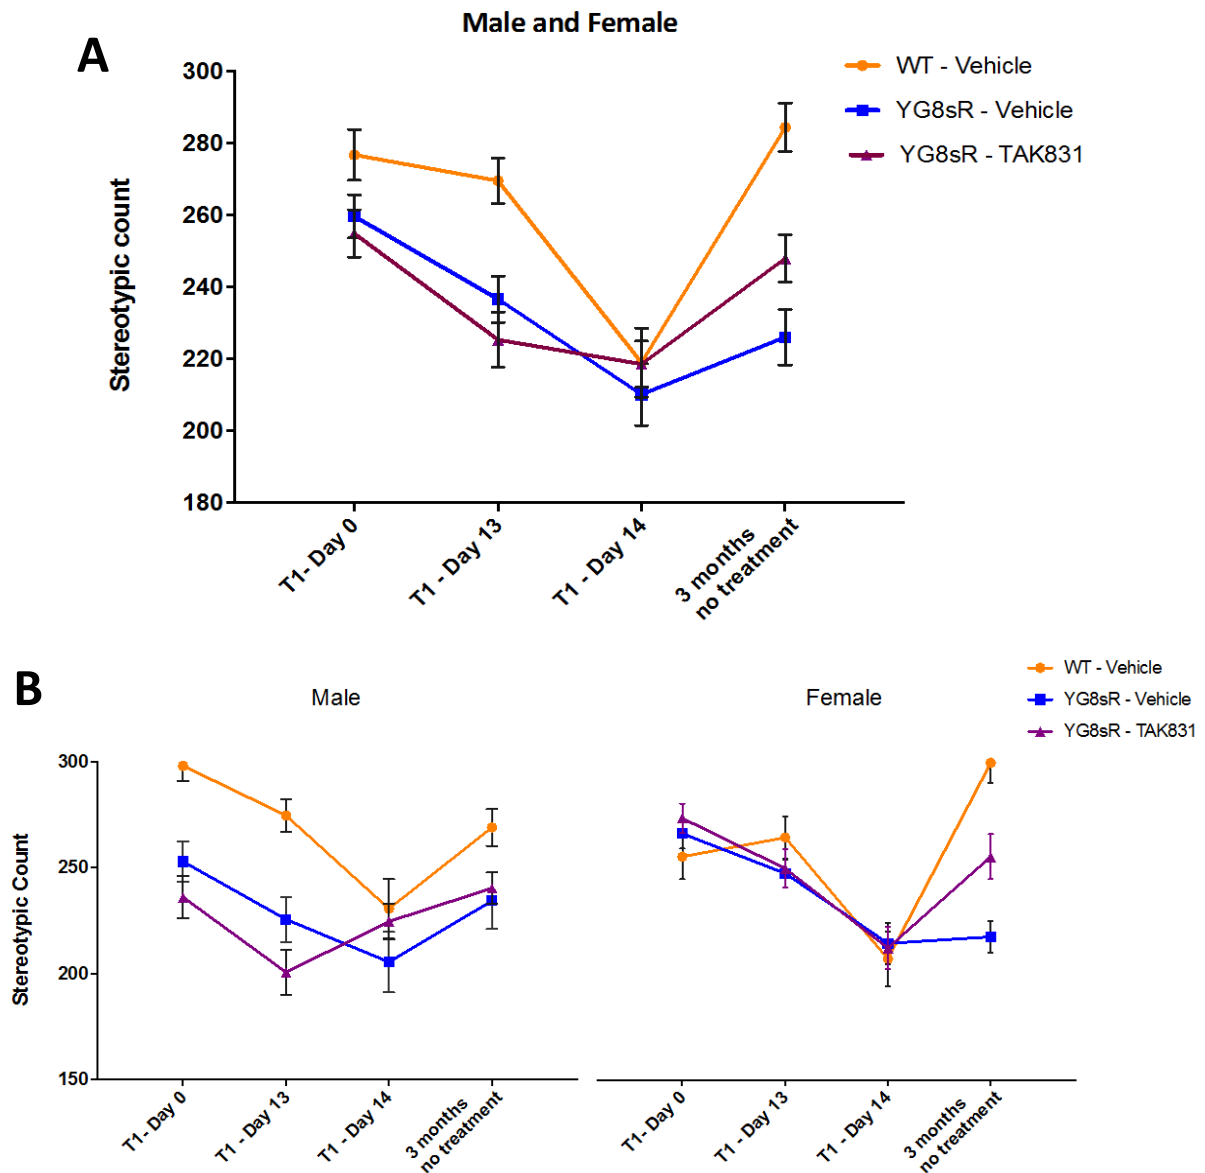 Male and Female
A
WT - Vehicle
YG8sR - Vehicle
YG8sR - TAK831
Stereotypic count
300
280
260
240
220
200
180
T1- Day 0
T1 - Day 13
T1 - Day 14
3 months
no treatment
B
Male
Female
WT - Vehicle
YG8sR - Vehicle
YG8sR - TAK831
Stereotypic Count
300
250
200
150
T1- Day 0
T1 - Day 13
T1 - Day 14
3 months
no treatment
T1- Day 0
T1 - Day 13
T1 - Day 14
3 months
no treatment